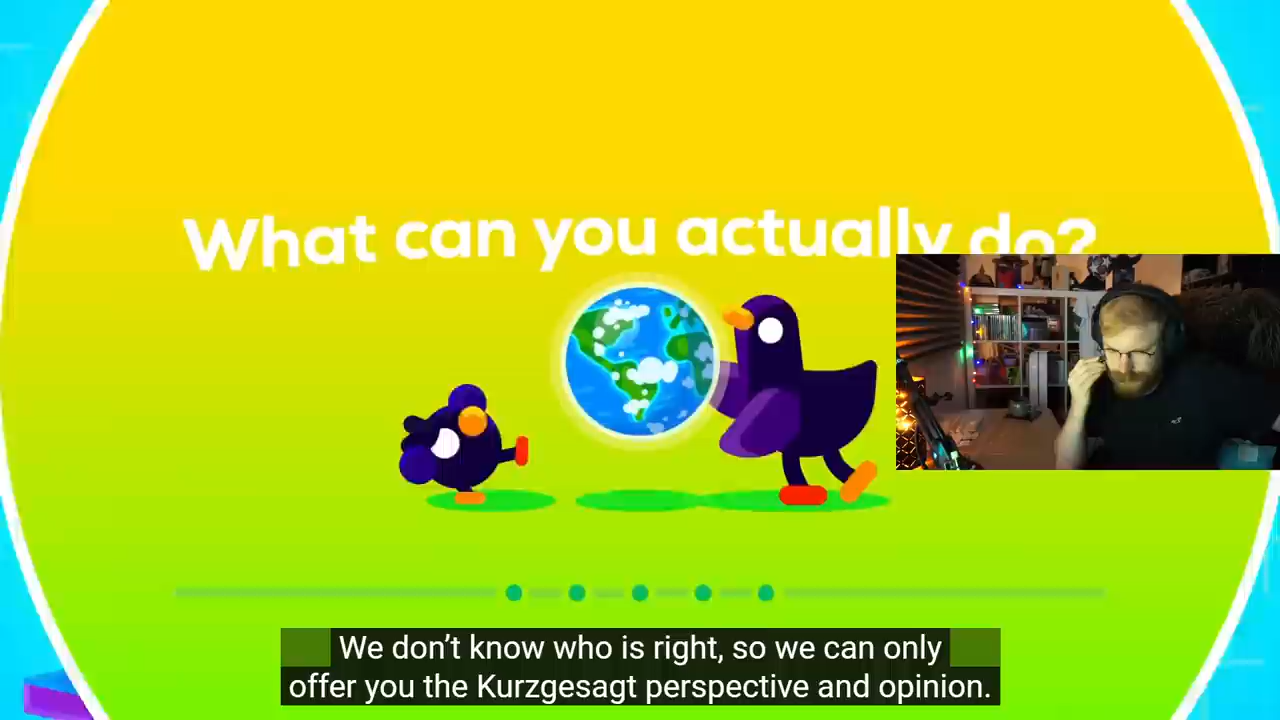 What can you actually do?
We don’t know who is right, so we can only
offer you the Kurzgesagt perspective and opinion.